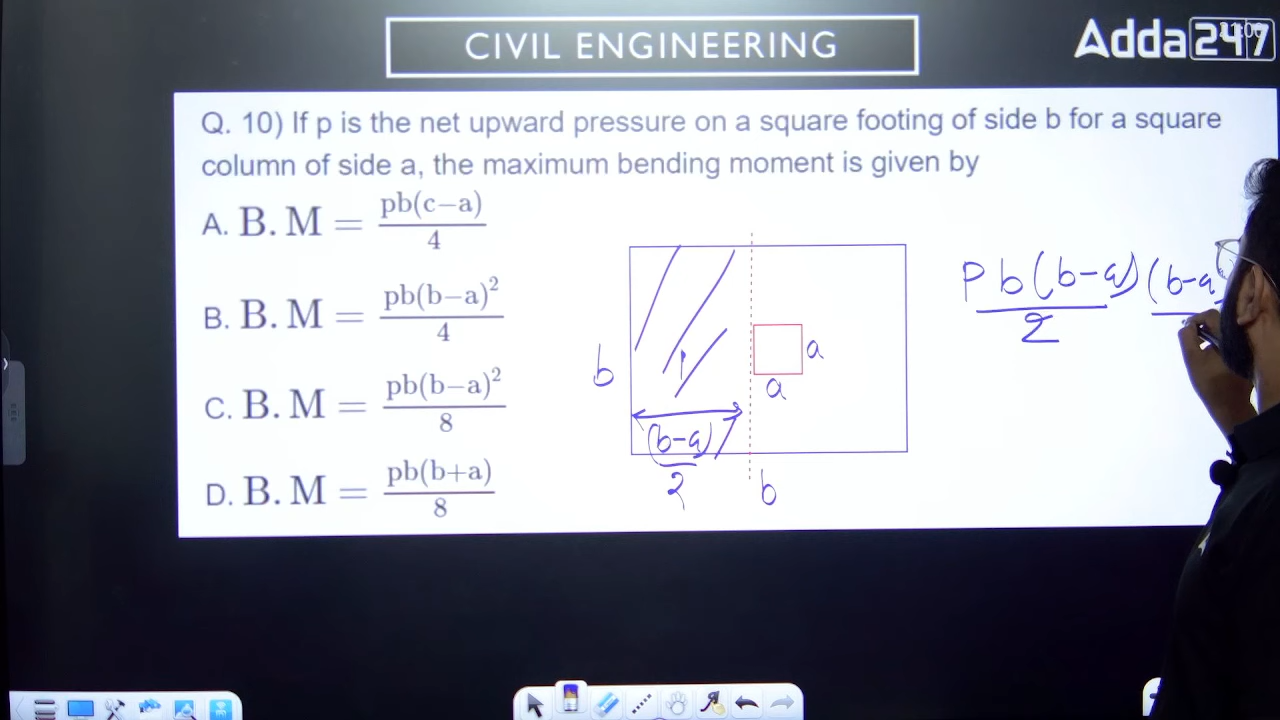 CIVIL ENGINEERING
Adda247
Q. 10) If p is the net upward pressure on a square footing of side b for a square
column of side a, the maximum bending moment is given by
A. B.M = pb(c−a)/4
B. B.M = pb(b−a)²/4
C. B.M = pb(b−a)²/8
D. B.M = pb(b+a)/8
b
a
a
(b-a)/2
b
P b(b-a)/2 (b-a